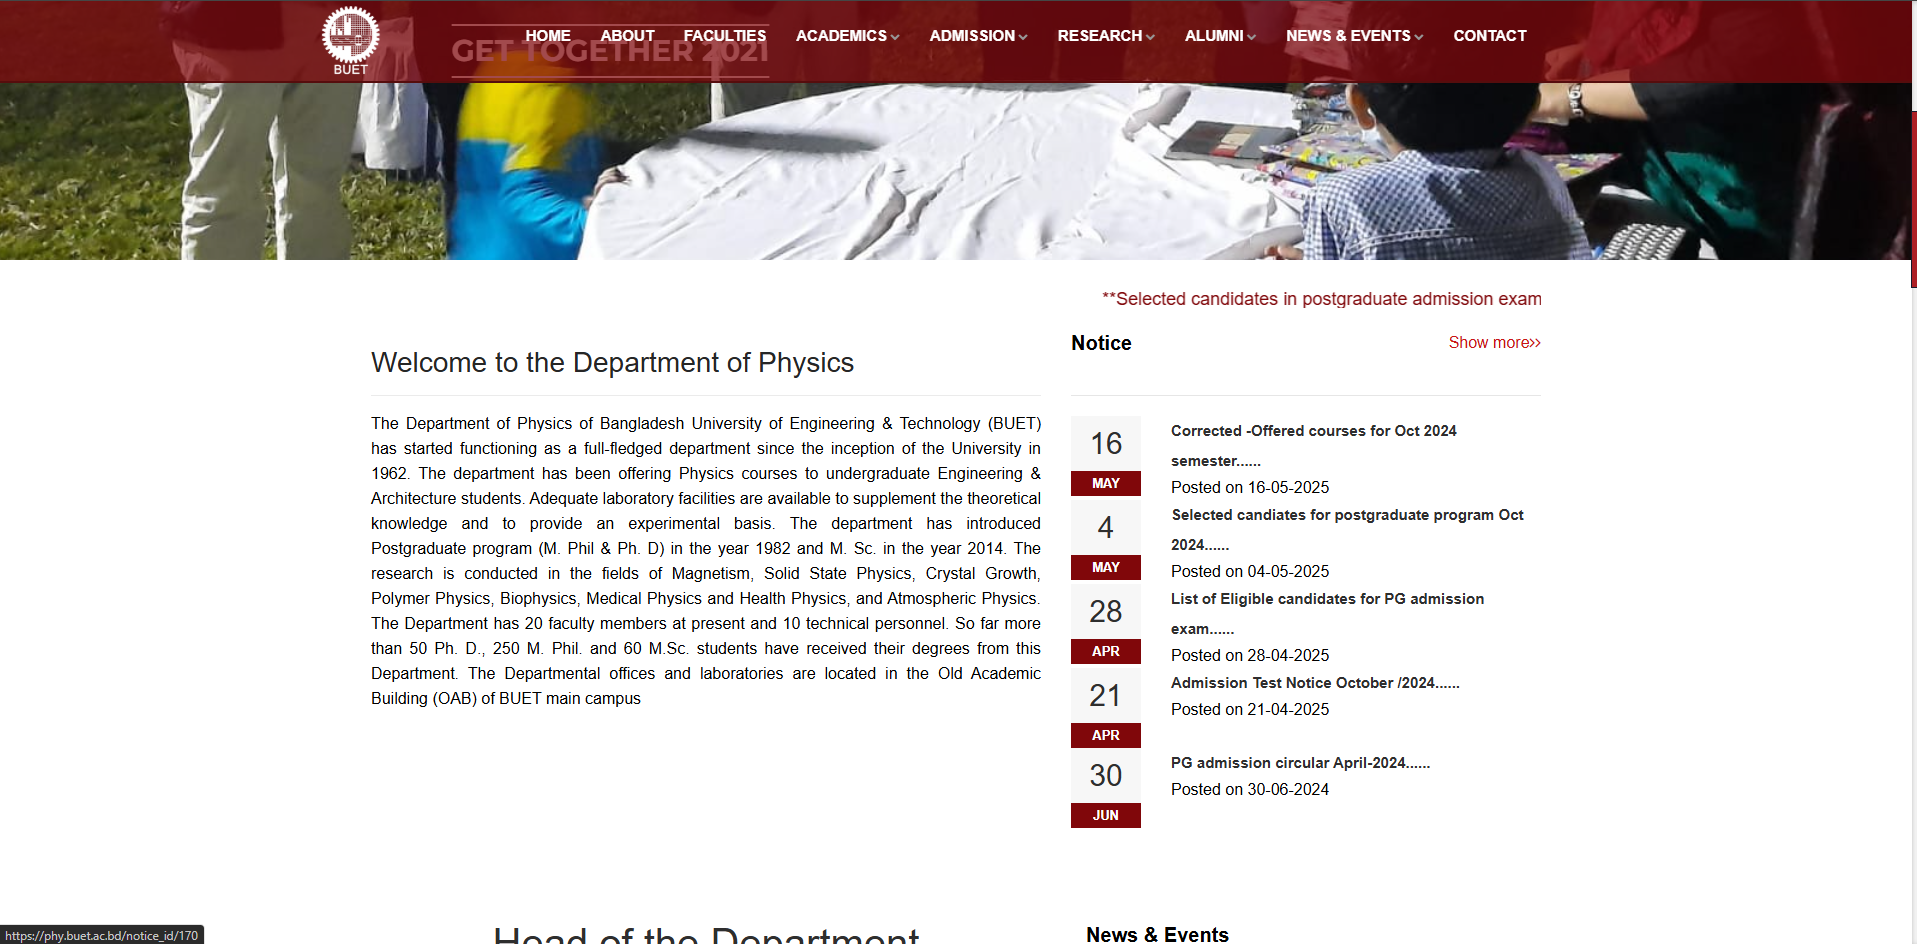 GET TOGETHER 2021
BUET
HOME ABOUT FACULTIES ACADEMICS ADMISSION RESEARCH ALUMNI NEWS & EVENTS CONTACT
**Selected candidates in postgraduate admission exam
Welcome to the Department of Physics
The Department of Physics of Bangladesh University of Engineering & Technology (BUET)
has started functioning as a full-fledged department since the inception of the University in
1962. The department has been offering Physics courses to undergraduate Engineering &
Architecture students. Adequate laboratory facilities are available to supplement the theoretical
knowledge and to provide an experimental basis. The department has introduced
Postgraduate program (M. Phil & Ph. D) in the year 1982 and M. Sc. in the year 2014. The
research is conducted in the fields of Magnetism, Solid State Physics, Crystal Growth,
Polymer Physics, Biophysics, Medical Physics and Health Physics, and Atmospheric Physics.
The Department has 20 faculty members at present and 10 technical personnel. So far more
than 50 Ph. D., 250 M. Phil. and 60 M.Sc. students have received their degrees from this
Department. The Departmental offices and laboratories are located in the Old Academic
Building (OAB) of BUET main campus
Notice
Show more>>
16
MAY
Corrected -Offered courses for Oct 2024
semester......
Posted on 16-05-2025
4
MAY
Selected candiates for postgraduate program Oct
2024......
Posted on 04-05-2025
28
APR
List of Eligible candidates for PG admission
exam......
Posted on 28-04-2025
21
APR
Admission Test Notice October /2024......
Posted on 21-04-2025
30
JUN
PG admission circular April-2024......
Posted on 30-06-2024
Head of the Department
News & Events
https://phy.buet.ac.bd/notice_id/170